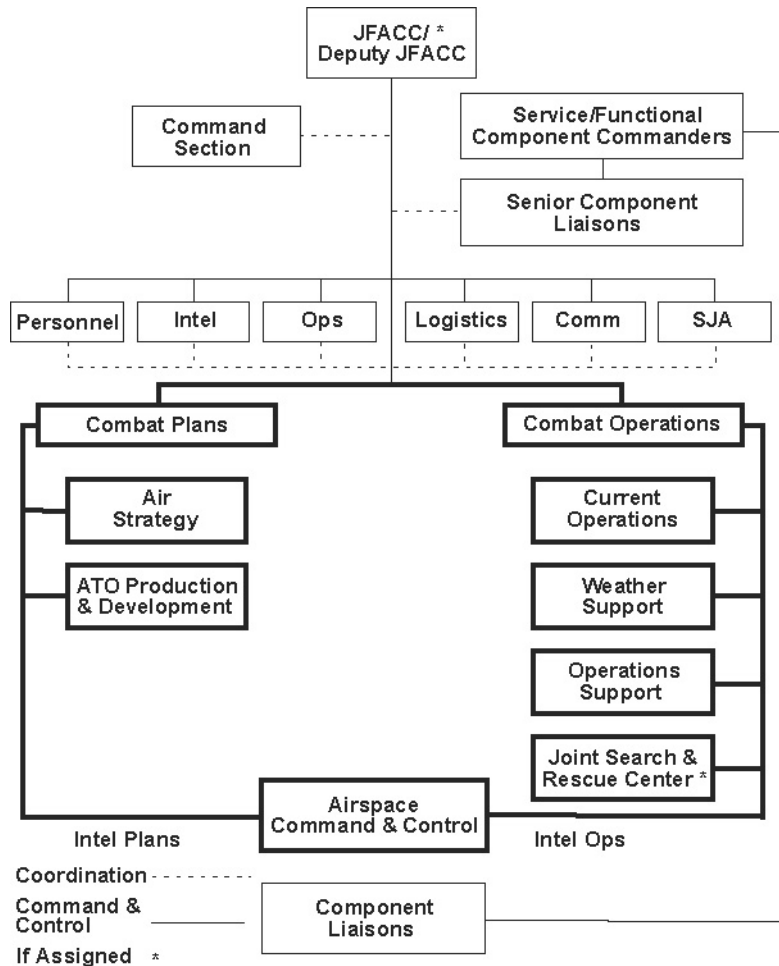 JFACC/ *
Deputy JFACC
Command
Section
Service/Functional
Component Commanders
Senior Component
Liaisons
Personnel
Intel
Ops
Logistics
Comm
SJA
Combat Plans
Combat Operations
Air
Strategy
Current
Operations
ATO Production
& Development
Weather
Support
Operations
Support
Joint Search &
Rescue Center *
Airspace
Command & Control
Intel Plans
Intel Ops
Coordination
Command &
Control
If Assigned *
Component
Liaisons